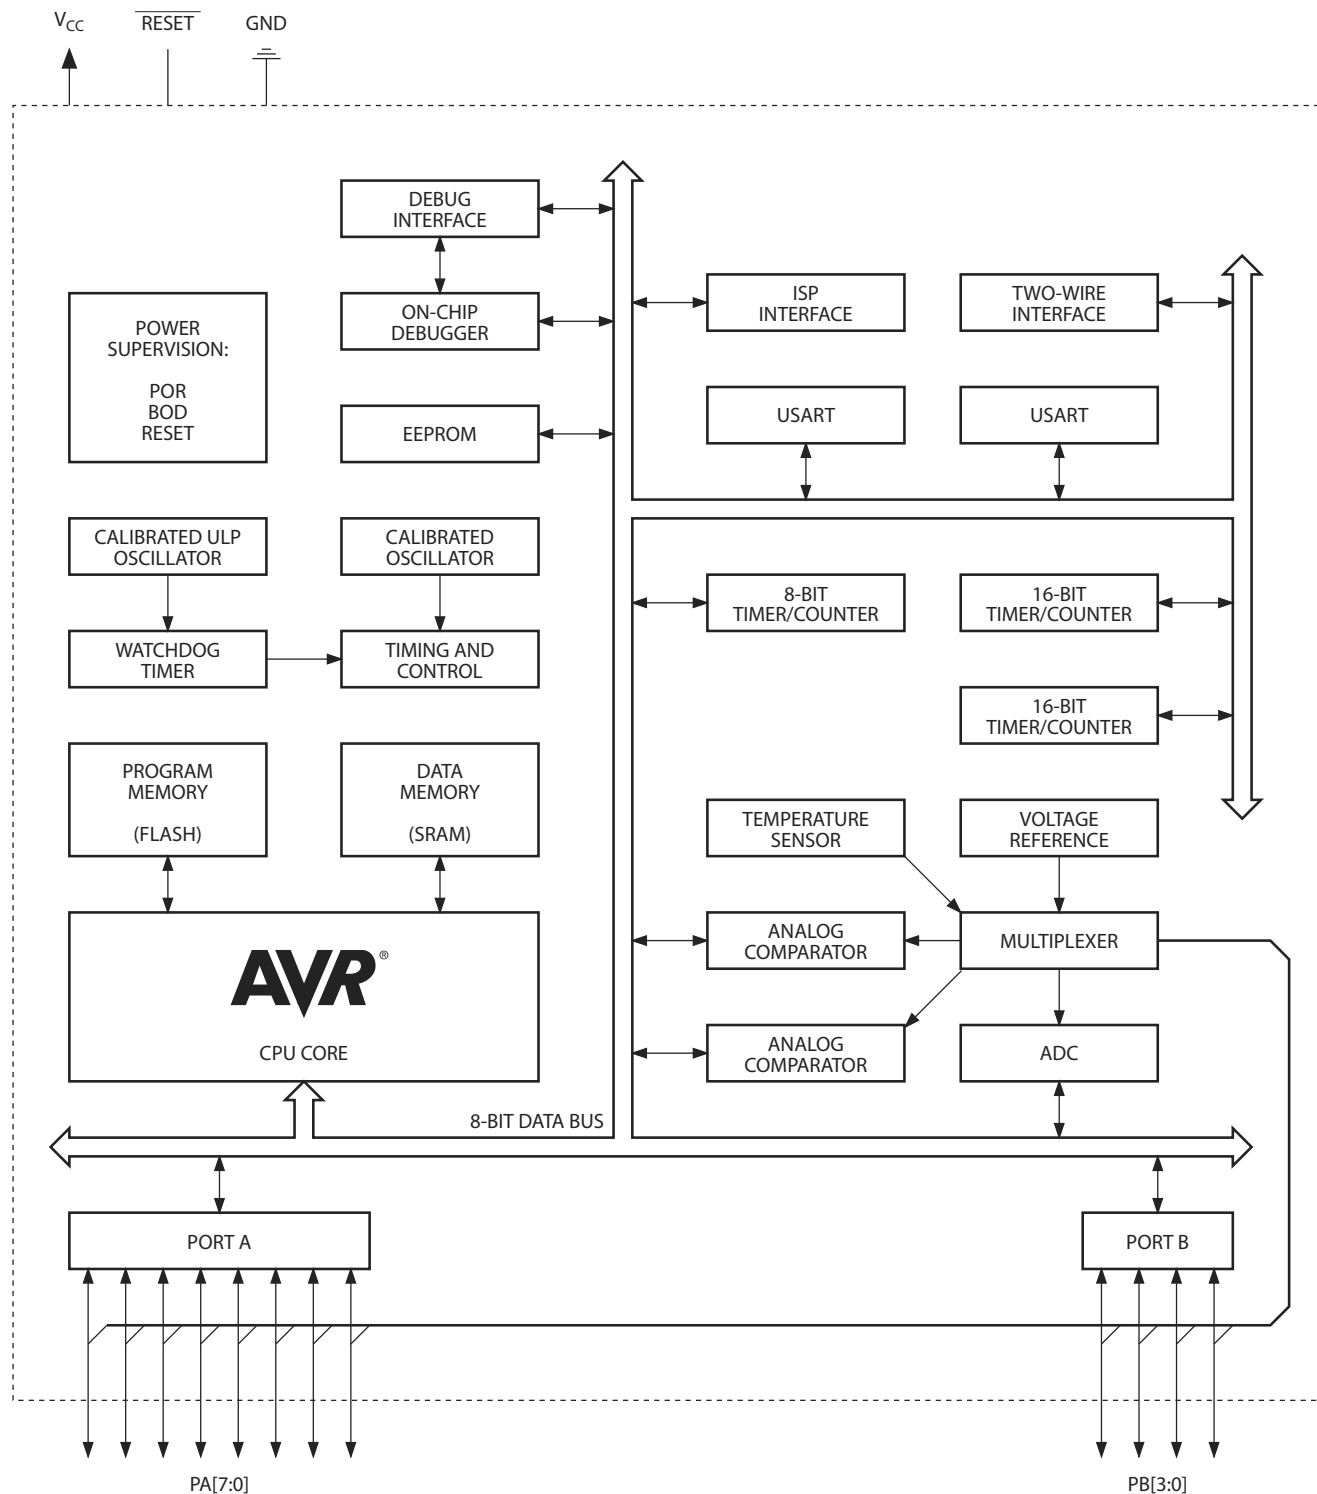 VCC
RESET
GND
DEBUG
INTERFACE
POWER
SUPERVISION:
POR
BOD
RESET
ON-CHIP
DEBUGGER
ISP
INTERFACE
TWO-WIRE
INTERFACE
EEPROM
USART
USART
CALIBRATED ULP
OSCILLATOR
CALIBRATED
OSCILLATOR
8-BIT
TIMER/COUNTER
16-BIT
TIMER/COUNTER
WATCHDOG
TIMER
TIMING AND
CONTROL
16-BIT
TIMER/COUNTER
PROGRAM
MEMORY
(FLASH)
DATA
MEMORY
(SRAM)
TEMPERATURE
SENSOR
VOLTAGE
REFERENCE
AVR®
CPU CORE
ANALOG
COMPARATOR
MULTIPLEXER
ANALOG
COMPARATOR
ADC
8-BIT DATA BUS
PORT A
PORT B
PA[7:0]
PB[3:0]